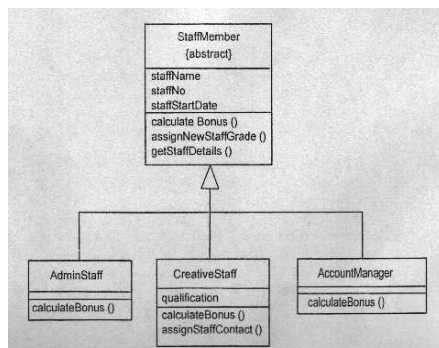 StaffMember
{abstract}
staffName
staffNo
staffStartDate
calculate Bonus ()
assignNewStaffGrade ()
getStaffDetails ()
AdminStaff
calculateBonus ()
CreativeStaff
qualification
calculateBonus ()
assignStaffContact ()
AccountManager
calculateBonus ()